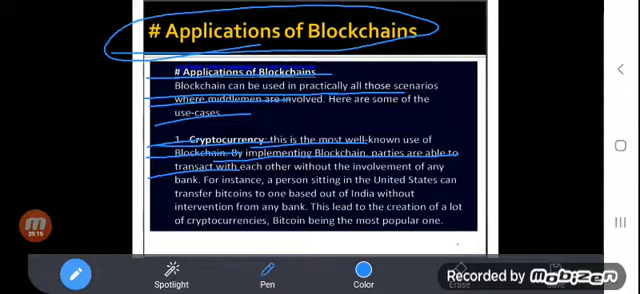 # Applications of Blockchains
# Applications of Blockchains
Blockchain can be used in practically all those scenarios
where middlemen are involved. Here are some of the
use-cases
1. Cryptocurrency: this is the most well-known use of
Blockchain. By implementing Blockchain, parties are able to
transact with each other without the involvement of any
bank. For instance, a person sitting in the United States can
transfer bitcoins to one based out of India without
intervention from any bank. This lead to the creation of a lot
of cryptocurrencies, Bitcoin being the most popular one.
09:19
Spotlight Pen Color Erase Save
Recorded by mobizen